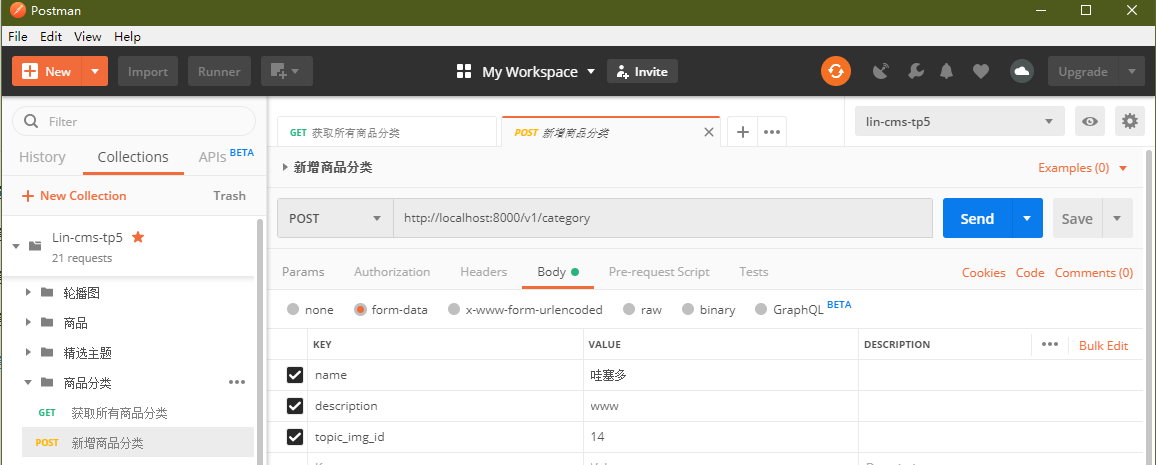 Postman
File Edit View Help
New Import Runner My Workspace Invite Upgrade
Filter
History Collections APIs BETA
New Collection Trash
Lin-cms-tp5
21 requests
轮播图
商品
精选主题
商品分类
GET 获取所有商品分类
POST 新增商品分类
GET 获取所有商品分类 POST 新增商品分类 lin-cms-tp5
新增商品分类 Examples (0)
POST http://localhost:8000/v1/category Send Save
Params Authorization Headers Body Pre-request Script Tests Cookies Code Comments (0)
none form-data x-www-form-urlencoded raw binary GraphQL BETA
KEY VALUE DESCRIPTION Bulk Edit
name 哇塞多
description www
topic_img_id 14